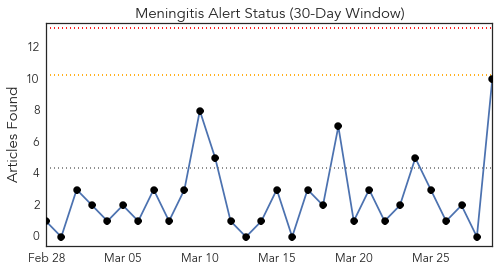 Meningitis Alert Status (30-Day Window)
Articles Found
12
10
8
6
4
2
0
Feb 28 Mar 05 Mar 10 Mar 15 Mar 20 Mar 25